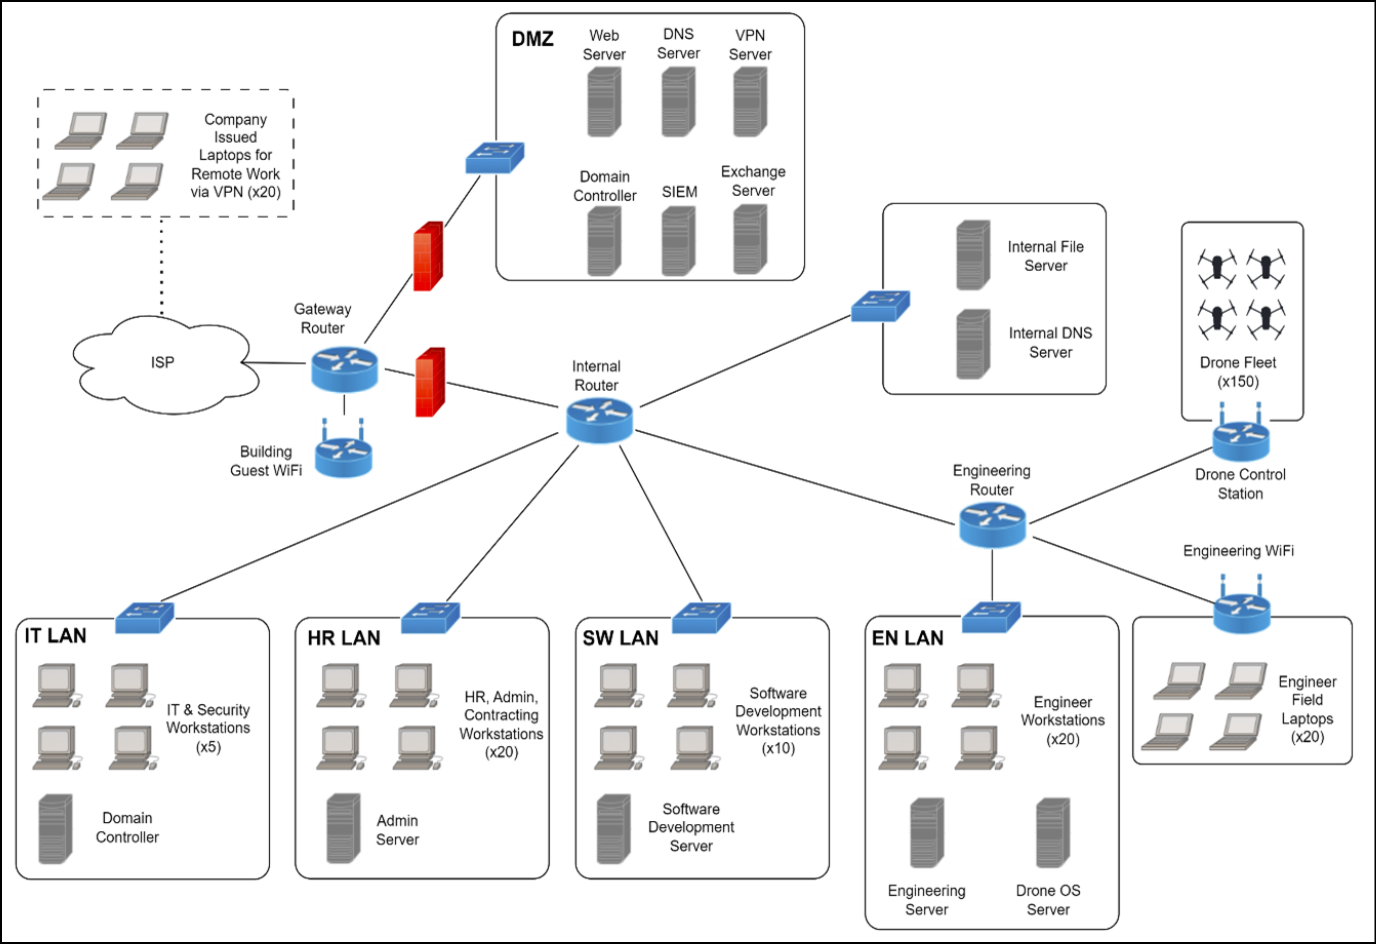 DMZ
Web
Server
DNS
Server
VPN
Server
Domain
Controller
SIEM
Exchange
Server
Company
Issued
Laptops for
Remote Work
via VPN (x20)
Gateway
Router
ISP
Building
Guest WiFi
Internal
Router
Internal File
Server
Internal DNS
Server
Drone Fleet
(x150)
Drone Control
Station
Engineering
Router
Engineering WiFi
IT LAN
IT & Security
Workstations
(x5)
Domain
Controller
HR LAN
HR, Admin,
Contracting
Workstations
(x20)
Admin
Server
SW LAN
Software
Development
Workstations
(x10)
Software
Development
Server
EN LAN
Engineer
Workstations
(x20)
Engineering
Server
Drone OS
Server
Engineer
Field
Laptops
(x20)